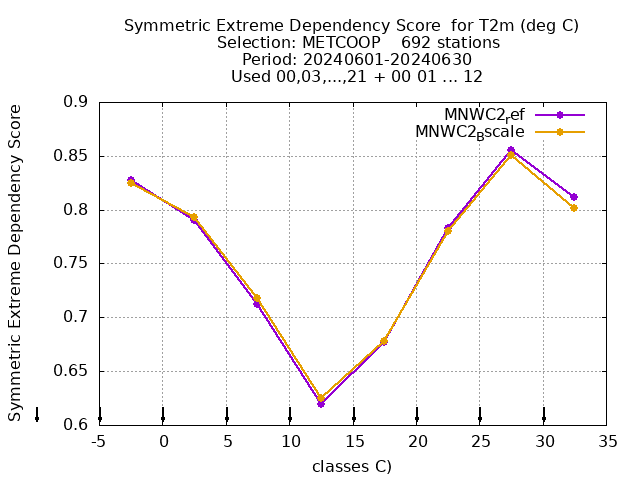 Symmetric Extreme Dependency Score  for T2m (deg C)
Selection: METCOOP    692 stations
Period: 20240601-20240630
Used 00,03,...,21 + 00 01 ... 12
Symmetric Extreme Dependency Score
MNWC2ref
MNWC2Bscale
0.9
0.85
0.8
0.75
0.7
0.65
0.6
-5 0 5 10 15 20 25 30 35
classes C)